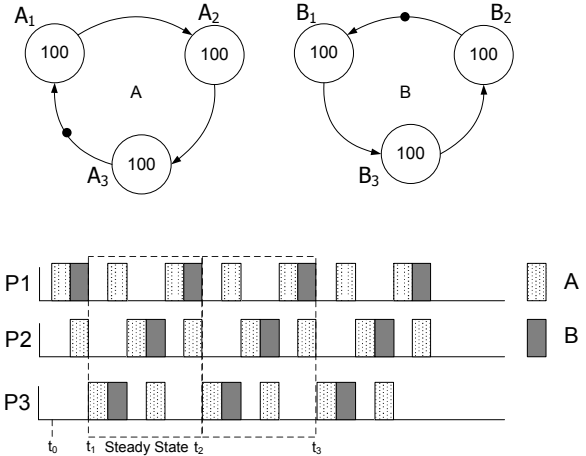 A₁
A₂
100
100
A
A₃
100
B₁
B₂
100
100
B
B₃
100
P1
A
P2
B
P3
t₀
t₁
Steady State
t₂
t₃